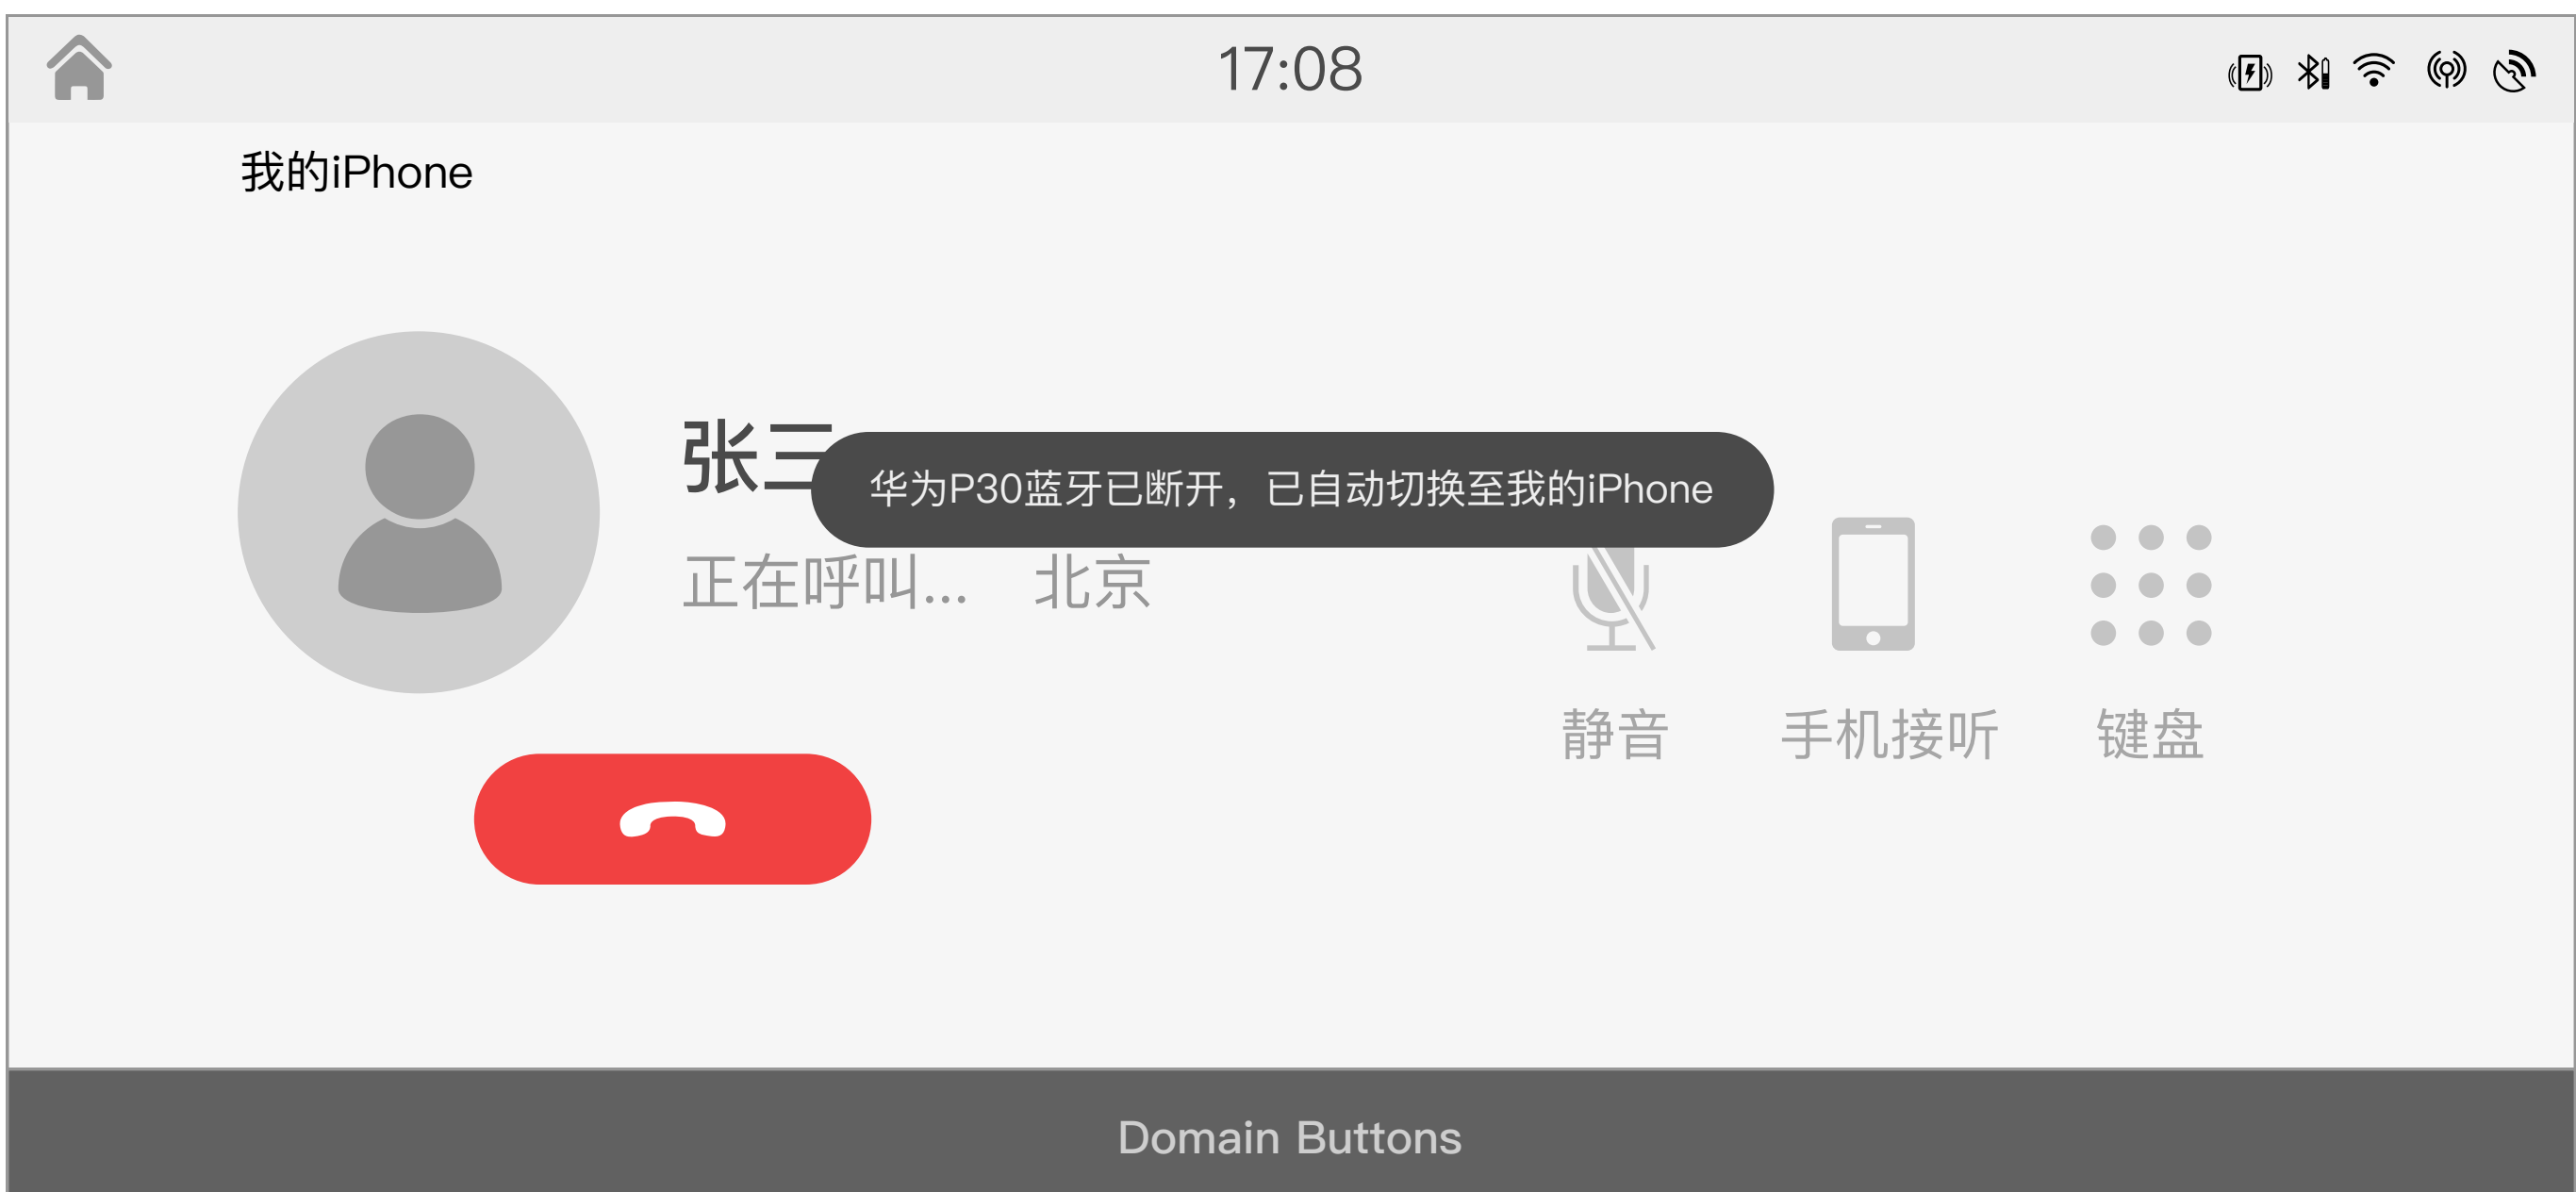 17:08
我的iPhone
张三
华为P30蓝牙已断开，已自动切换至我的iPhone
正在呼叫... 北京
静音 手机接听 键盘
Domain Buttons